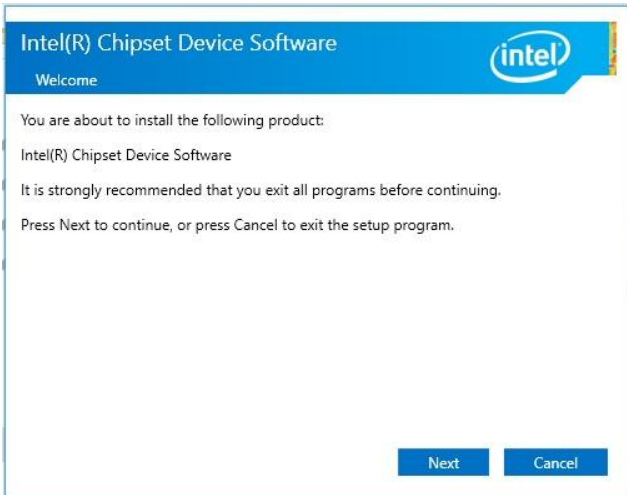 Intel(R) Chipset Device Software
intel
Welcome
You are about to install the following product:
Intel(R) Chipset Device Software
It is strongly recommended that you exit all programs before continuing.
Press Next to continue, or press Cancel to exit the setup program.
Next
Cancel